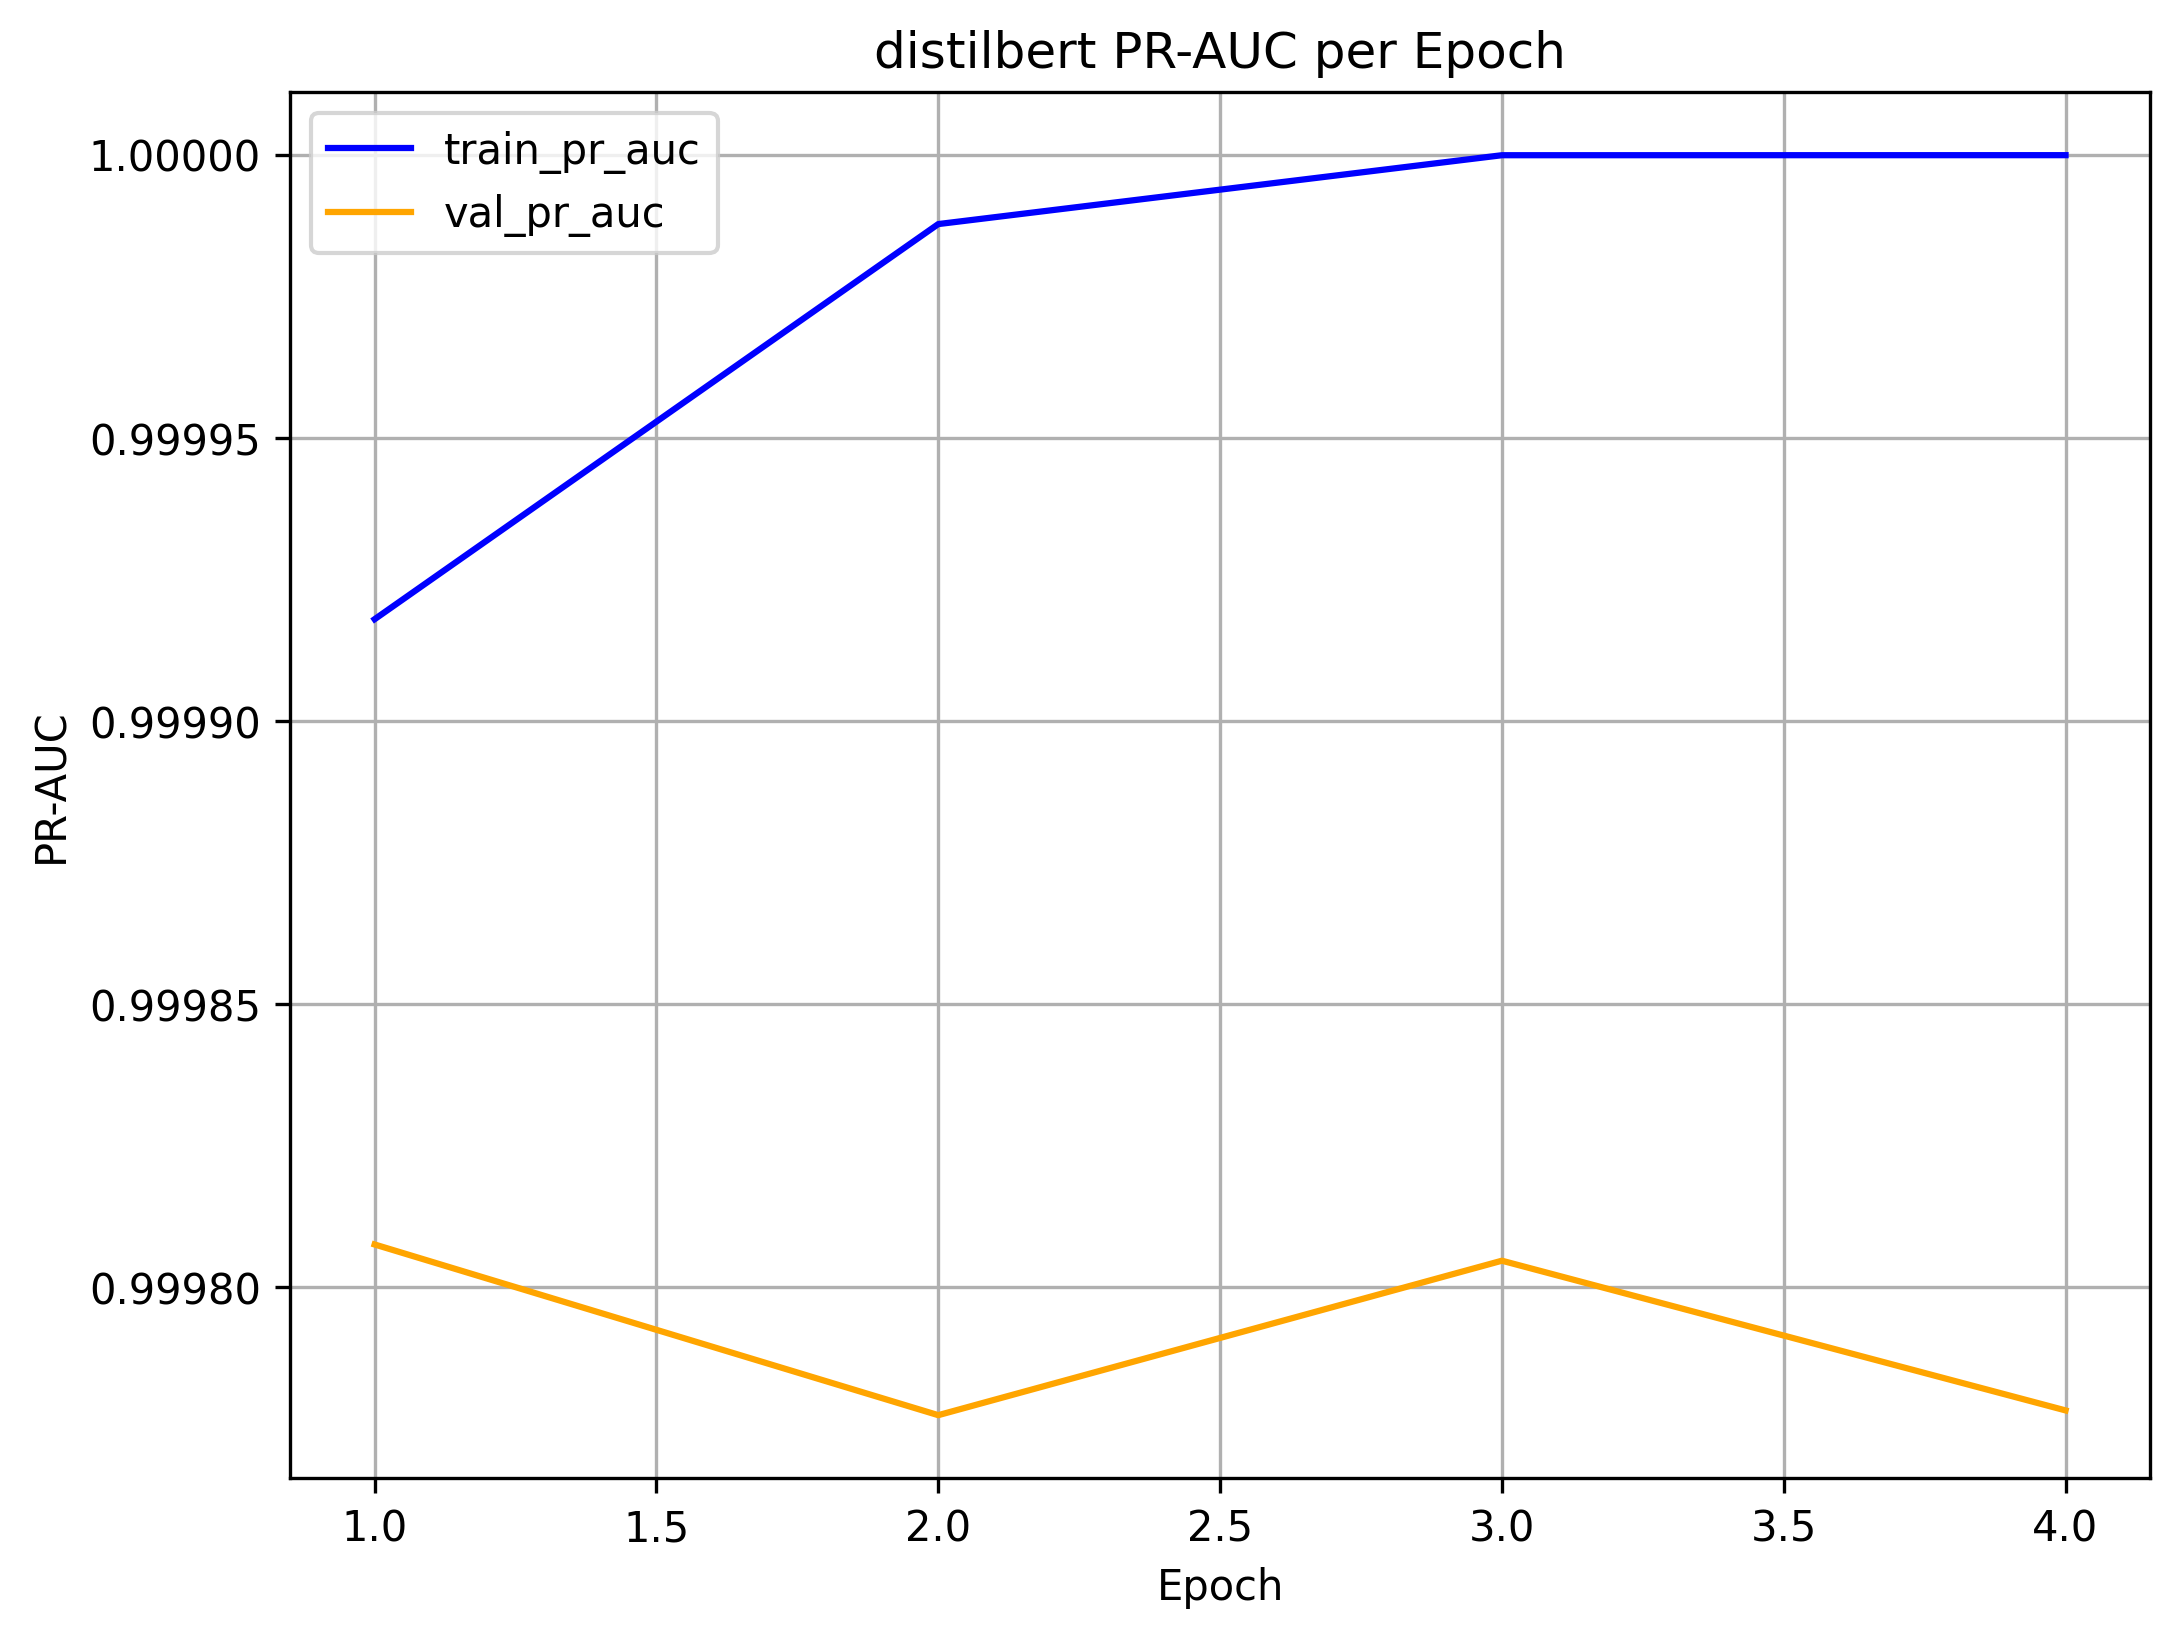 distilbert PR-AUC per Epoch
train_pr_auc
val_pr_auc
PR-AUC
1.00000
0.99995
0.99990
0.99985
0.99980
1.0 1.5 2.0 2.5 3.0 3.5 4.0
Epoch